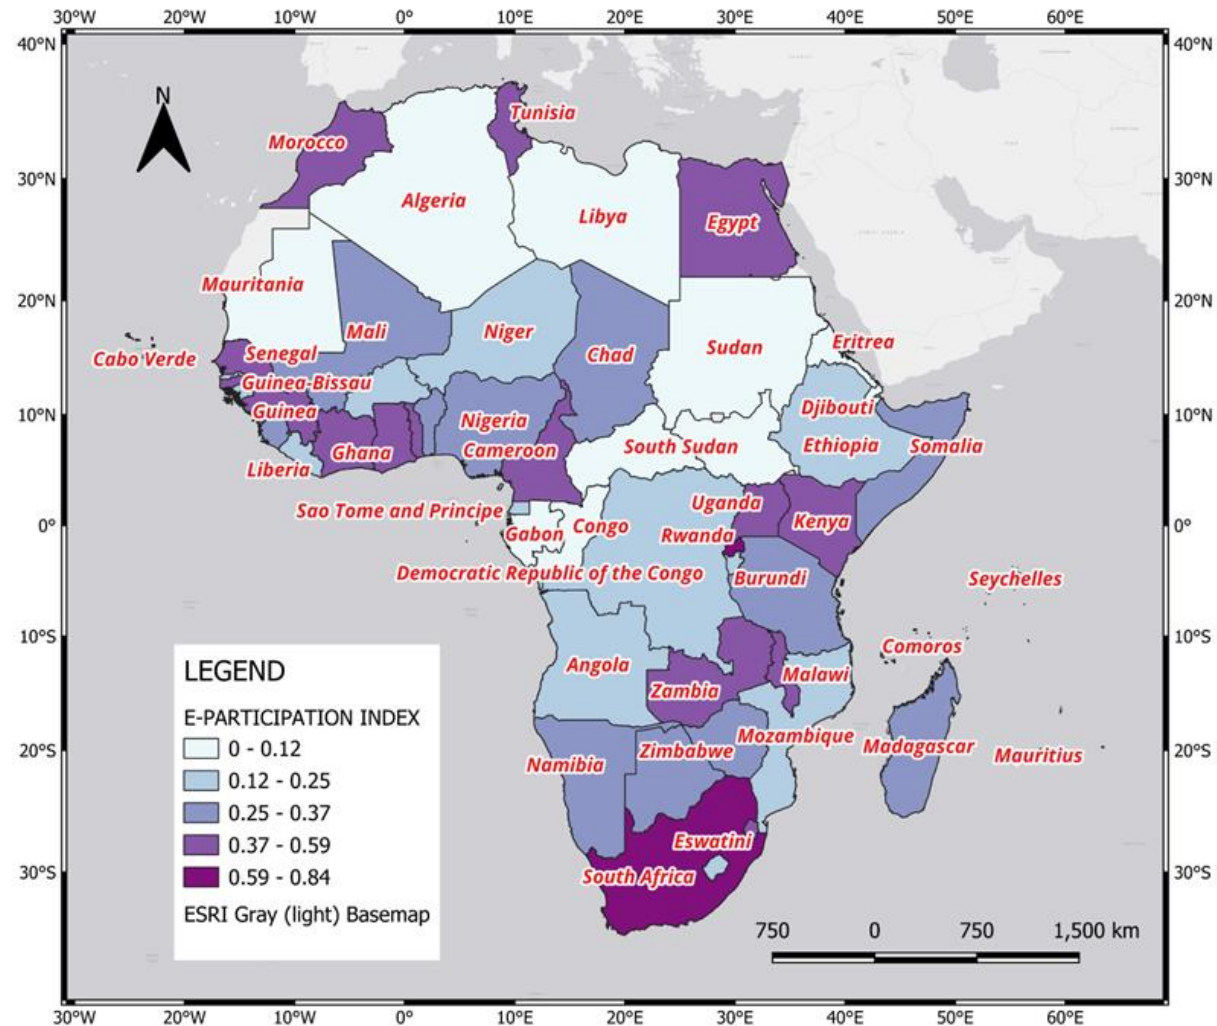 30°W 20°W 10°W 0° 10°E 20°E 30°E 40°E 50°E 60°E
40°N 40°N
N
Tunisia
Morocco
30°N 30°N
Algeria
Libya
Egypt
Mauritania
20°N 20°N
Mali
Niger
Chad
Sudan
Eritrea
Cabo Verde
Senegal
Guinea-Bissau
Guinea
Djibouti
10°N 10°N
Nigeria
Ghana
Cameroon
South Sudan
Ethiopia
Somalia
Liberia
Uganda
Sao Tome and Principe
Kenya
0° 0°
Gabon
Congo
Rwanda
Democratic Republic of the Congo
Burundi
Seychelles
10°S 10°S
Comoros
Angola
Malawi
Zambia
Mozambique
Madagascar
Mauritius
20°S 20°S
Zimbabwe
Namibia
Eswatini
South Africa
30°S 30°S
LEGEND
E-PARTICIPATION INDEX
0 - 0.12
0.12 - 0.25
0.25 - 0.37
0.37 - 0.59
0.59 - 0.84
ESRI Gray (light) Basemap
750 0 750 1,500 km
30°W 20°W 10°W 0° 10°E 20°E 30°E 40°E 50°E 60°E